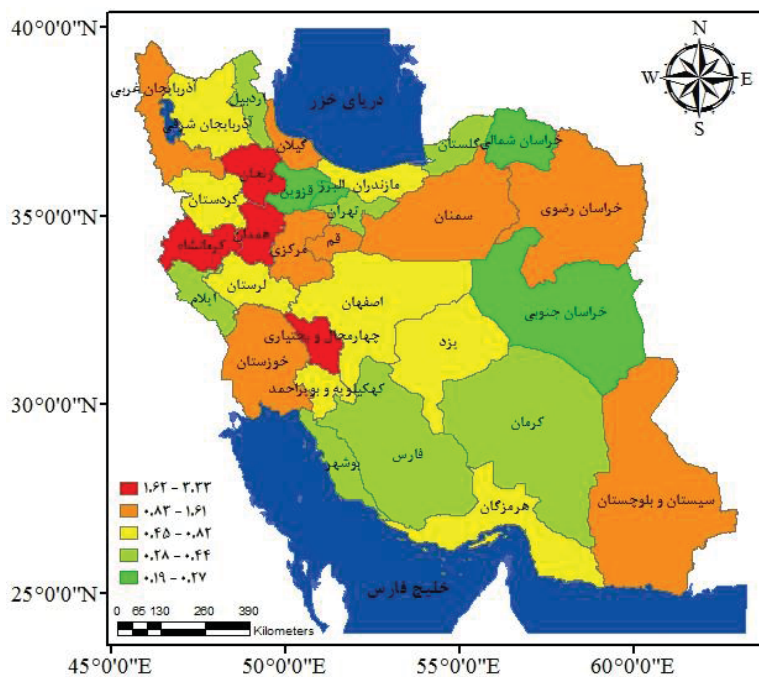 40°0'0"N
35°0'0"N
30°0'0"N
25°0'0"N
45°0'0"E
50°0'0"E
55°0'0"E
60°0'0"E
N
W E
S
دریای خزر
آذربایجان غربی
آذربایجان شرقی
اردبیل
گیلان
زنجان
قزوین
البرز
مازندران
گلستان
خراسان شمالی
خراسان رضوی
سمنان
تهران
کردستان
همدان
کرمانشاه
مرکزی
قم
لرستان
ایلام
اصفهان
خراسان جنوبی
چهارمحال و بختیاری
یزد
خوزستان
کهکیلویه و بویراحمد
کرمان
فارس
بوشهر
سیستان و بلوچستان
هرمزگان
خلیج فارس
۱.۶۲ - ۳.۳۳
۰.۸۳ - ۱.۶۱
۰.۴۵ - ۰.۸۲
۰.۲۸ - ۰.۴۴
۰.۱۹ - ۰.۲۷
0 65 130 260 390
Kilometers